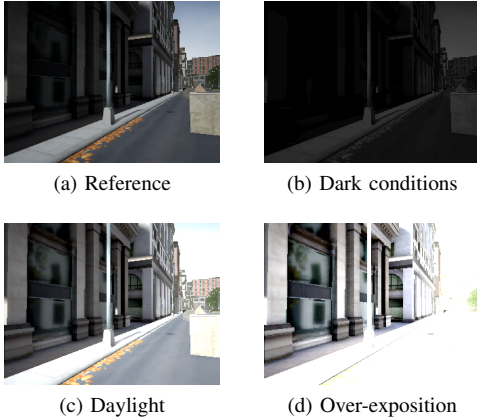 (a) Reference
(b) Dark conditions
(c) Daylight
(d) Over-exposition